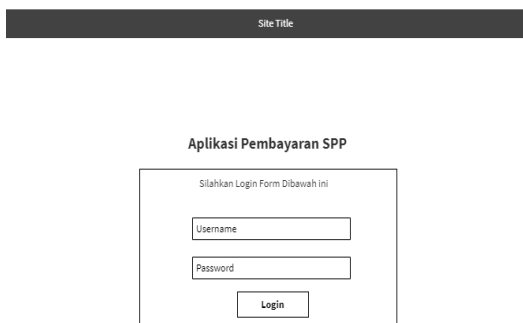 Site Title
Aplikasi Pembayaran SPP
Silahkan Login Form Dibawah ini
Username
Password
Login